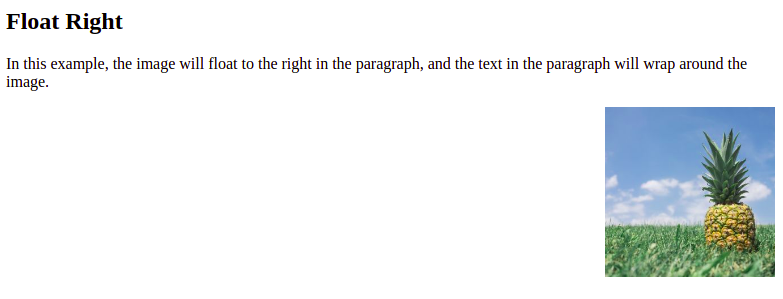 Float Right
In this example, the image will float to the right in the paragraph, and the text in the paragraph will wrap around the
image.